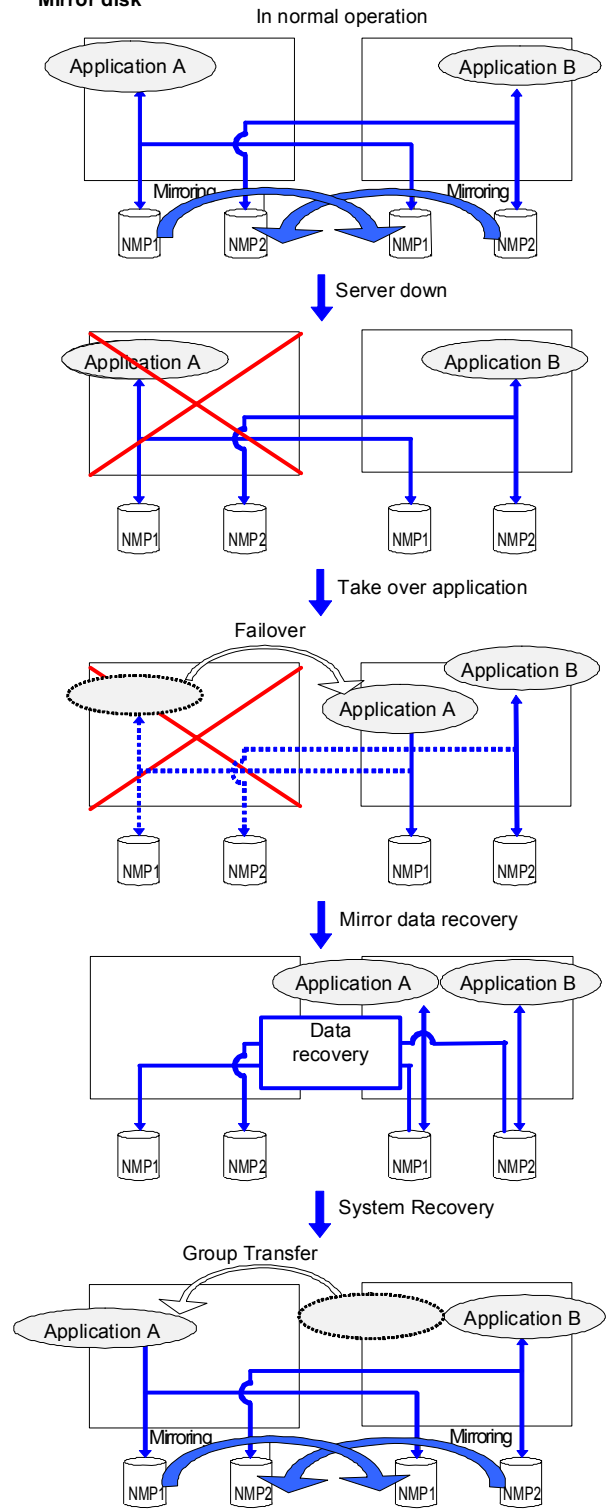 Mirror disk
In normal operation
Application A
Application B
Mirroring
Mirroring
NMP1
NMP2
NMP1
NMP2
Server down
Application A
Application B
NMP1
NMP2
NMP1
NMP2
Take over application
Failover
Application B
Application A
NMP1
NMP2
NMP1
NMP2
Mirror data recovery
Application A
Application B
Data
recovery
NMP1
NMP2
NMP1
NMP2
System Recovery
Group Transfer
Application A
Application B
Mirroring
Mirroring
NMP1
NMP2
NMP1
NMP2